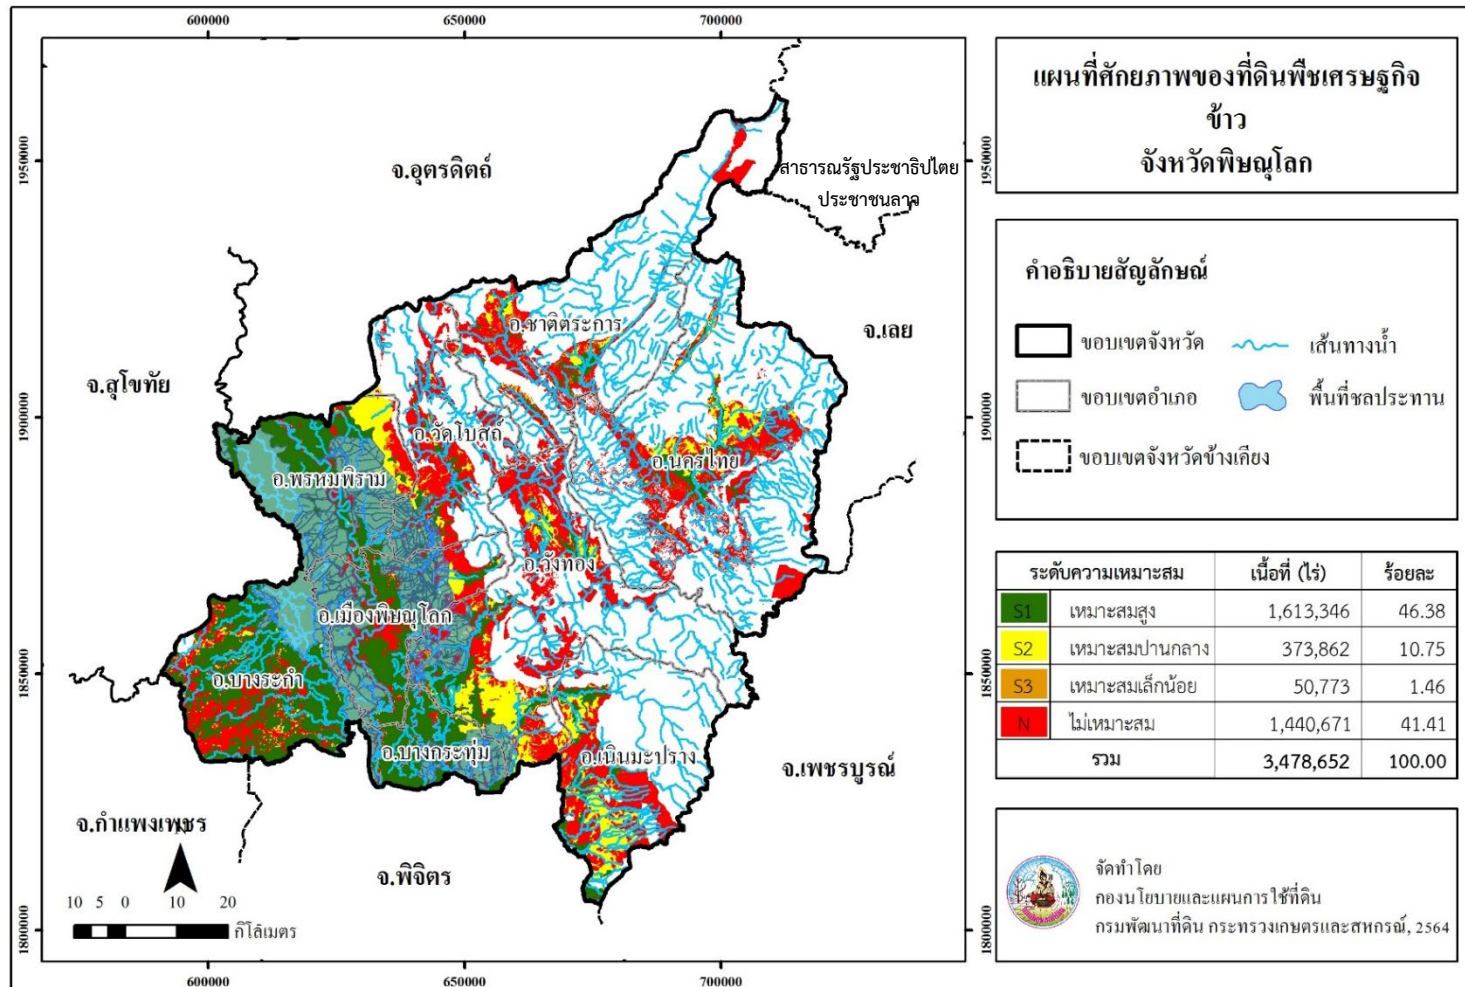 600000 650000 700000
1950000
1900000
1850000
1800000
1950000
1900000
1850000
1800000
จ.อุตรดิตถ์
สาธารณรัฐประชาธิปไตย
ประชาชนลาว
จ.สุโขทัย
จ.เลย
อ.ชาติตระการ
อ.วัดโบสถ์
อ.นครไทย
อ.พรหมพิราม
อ.วังทอง
อ.เมืองพิษณุโลก
อ.บางระกำ
อ.บางกระทุ่ม
อ.เนินมะปราง
จ.เพชรบูรณ์
จ.กำแพงเพชร
จ.พิจิตร
N
10 5 0 10 20
กิโลเมตร
600000 650000 700000
แผนที่ศักยภาพของที่ดินพืชเศรษฐกิจ
ข้าว
จังหวัดพิษณุโลก
คำอธิบายสัญลักษณ์
ขอบเขตจังหวัด เส้นทางน้ำ
ขอบเขตอำเภอ พื้นที่ชลประทาน
ขอบเขตจังหวัดข้างเคียง
ระดับความเหมาะสม เนื้อที่ (ไร่) ร้อยละ
S1 เหมาะสมสูง 1,613,346 46.38
S2 เหมาะสมปานกลาง 373,862 10.75
S3 เหมาะสมเล็กน้อย 50,773 1.46
N ไม่เหมาะสม 1,440,671 41.41
รวม 3,478,652 100.00
จัดทำโดย
กองนโยบายและแผนการใช้ที่ดิน
กรมพัฒนาที่ดิน กระทรวงเกษตรและสหกรณ์, 2564